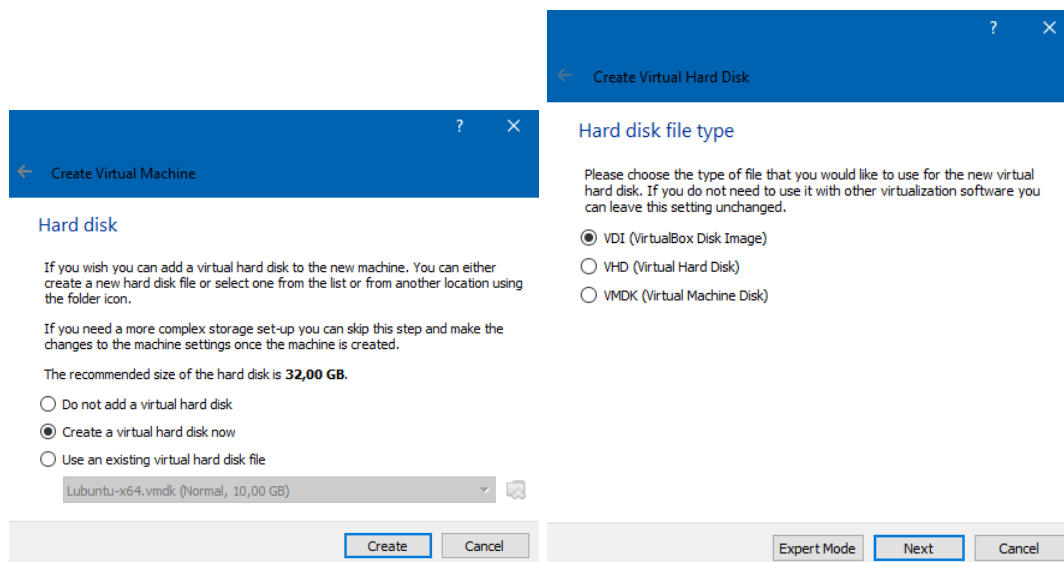 ?
Create Virtual Machine
Hard disk
If you wish you can add a virtual hard disk to the new machine. You can either
create a new hard disk file or select one from the list or from another location using
the folder icon.
If you need a more complex storage set-up you can skip this step and make the
changes to the machine settings once the machine is created.
The recommended size of the hard disk is 32,00 GB.
Do not add a virtual hard disk
Create a virtual hard disk now
Use an existing virtual hard disk file
Lubuntu-x64.vmdk (Normal, 10,00 GB)
Create Cancel
?
Create Virtual Hard Disk
Hard disk file type
Please choose the type of file that you would like to use for the new virtual
hard disk. If you do not need to use it with other virtualization software you
can leave this setting unchanged.
VDI (VirtualBox Disk Image)
VHD (Virtual Hard Disk)
VMDK (Virtual Machine Disk)
Expert Mode Next Cancel